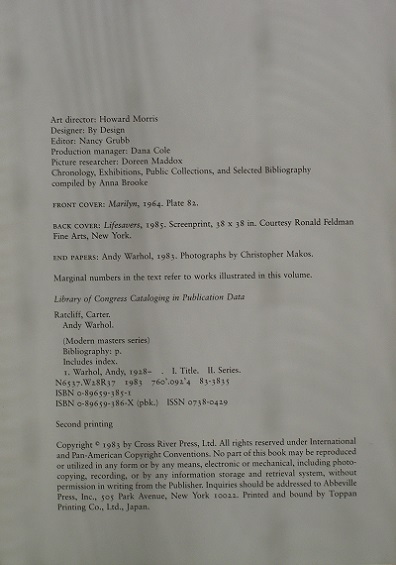 Art director: Howard Morris
Designer: By Design
Editor: Nancy Grubb
Production manager: Dana Cole
Picture researcher: Doreen Maddox
Chronology, Exhibitions, Public Collections, and Selected Bibliography
compiled by Anna Brooke
FRONT COVER: Marilyn, 1964. Plate 82.
BACK COVER: Lifesavers, 1985. Screenprint, 38 x 38 in. Courtesy Ronald Feldman
Fine Arts, New York.
END PAPERS: Andy Warhol, 1983. Photographs by Christopher Makos.
Marginal numbers in the text refer to works illustrated in this volume.
Library of Congress Cataloging in Publication Data
Ratcliff, Carter.
Andy Warhol.
(Modern masters series)
Bibliography: p.
Includes index.
1. Warhol, Andy, 1928– . I. Title. II. Series.
N6537.W28R37 1983 760'.092'4 83-3835
ISBN 0-89659-385-1
ISBN 0-89659-386-X (pbk.) ISSN 0738-0429
Second printing
Copyright © 1983 by Cross River Press, Ltd. All rights reserved under International
and Pan-American Copyright Conventions. No part of this book may be reproduced
or utilized in any form or by any means, electronic or mechanical, including photo-
copying, recording, or by any information storage and retrieval system, without
permission in writing from the Publisher. Inquiries should be addressed to Abbeville
Press, Inc., 505 Park Avenue, New York 10022. Printed and bound by Toppan
Printing Co., Ltd., Japan.